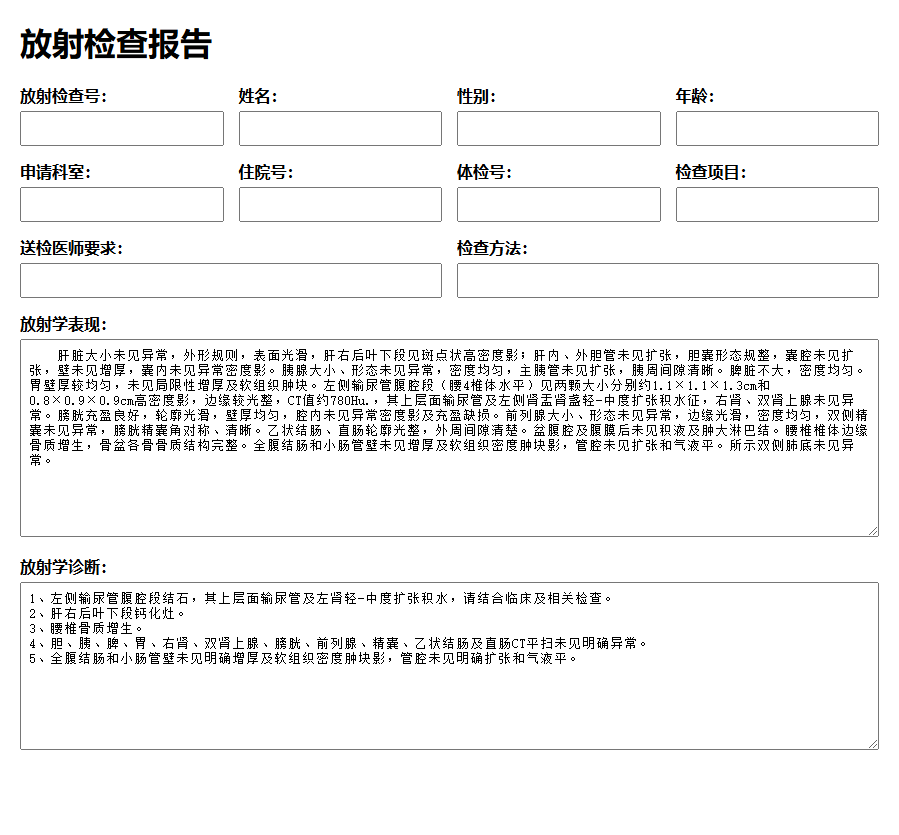 放射检查报告
放射检查号： 姓名： 性别： 年龄：
申请科室： 住院号： 体检号： 检查项目：
送检医师要求： 检查方法：
放射学表现：
肝脏大小未见异常，外形规则，表面光滑，肝右后叶下段见斑点状高密度影；肝内、外胆管未见扩张，胆囊形态规整，囊腔未见扩
张，壁未见增厚，囊内未见异常密度影。胰腺大小、形态未见异常，密度均匀，主胰管未见扩张，胰周间隙清晰。脾脏不大，密度均匀。
胃壁厚较均匀，未见局限性增厚及软组织肿块。左侧输尿管腹腔段（腰4椎体水平）见两颗大小分别约1.1×1.1×1.3cm和
0.8×0.9×0.9cm高密度影，边缘较光整，CT值约780Hu.，其上层面输尿管及左侧肾盂肾盏轻-中度扩张积水征，右肾、双肾上腺未见异
常。膀胱充盈良好，轮廓光滑，壁厚均匀，腔内未见异常密度影及充盈缺损。前列腺大小、形态未见异常，边缘光滑，密度均匀，双侧精
囊未见异常，膀胱精囊角对称、清晰。乙状结肠、直肠轮廓光整，外周间隙清楚。盆腹腔及腹膜后未见积液及肿大淋巴结。腰椎椎体边缘
骨质增生，骨盆各骨骨质结构完整。全腹结肠和小肠管壁未见增厚及软组织密度肿块影，管腔未见扩张和气液平。所示双侧肺底未见异
常。
放射学诊断：
1、左侧输尿管腹腔段结石，其上层面输尿管及左肾轻-中度扩张积水，请结合临床及相关检查。
2、肝右后叶下段钙化灶。
3、腰椎骨质增生。
4、胆、胰、脾、胃、右肾、双肾上腺、膀胱、前列腺、精囊、乙状结肠及直肠CT平扫未见明确异常。
5、全腹结肠和小肠管壁未见明确增厚及软组织密度肿块影，管腔未见明确扩张和气液平。